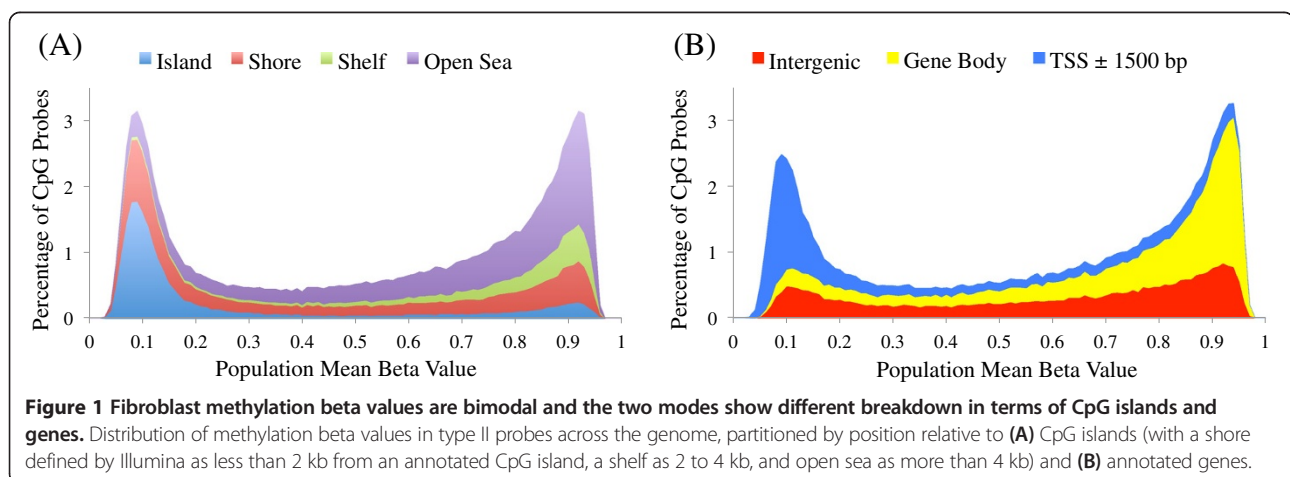 (A)
Island Shore Shelf Open Sea
Percentage of CpG Probes
3
2
1
0
0 0.1 0.2 0.3 0.4 0.5 0.6 0.7 0.8 0.9 1
Population Mean Beta Value
(B)
Intergenic Gene Body TSS ± 1500 bp
Percentage of CpG Probes
3
2
1
0
0 0.1 0.2 0.3 0.4 0.5 0.6 0.7 0.8 0.9 1
Population Mean Beta Value
Figure 1 Fibroblast methylation beta values are bimodal and the two modes show different breakdown in terms of CpG islands and
genes. Distribution of methylation beta values in type II probes across the genome, partitioned by position relative to (A) CpG islands (with a shore
defined by Illumina as less than 2 kb from an annotated CpG island, a shelf as 2 to 4 kb, and open sea as more than 4 kb) and (B) annotated genes.